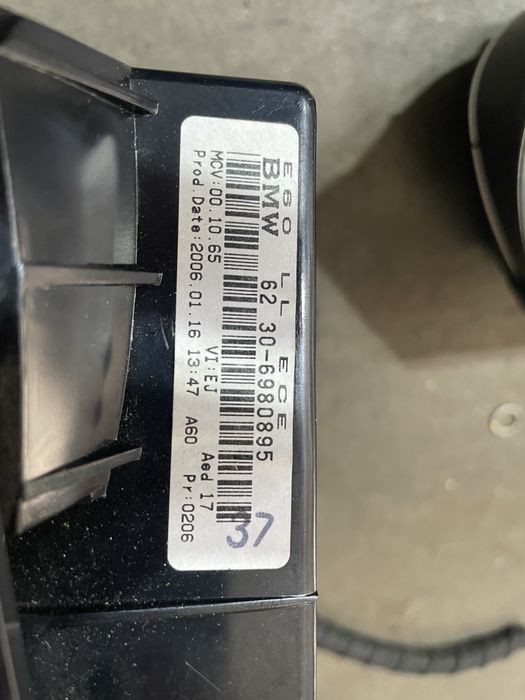 E60 LL ECE
BMW 62 30-6980895
MCV:00.10.65 VI:EJ Aed 17
Prod.Date:2006.01.16 13:47 A60 Pr:0206
37